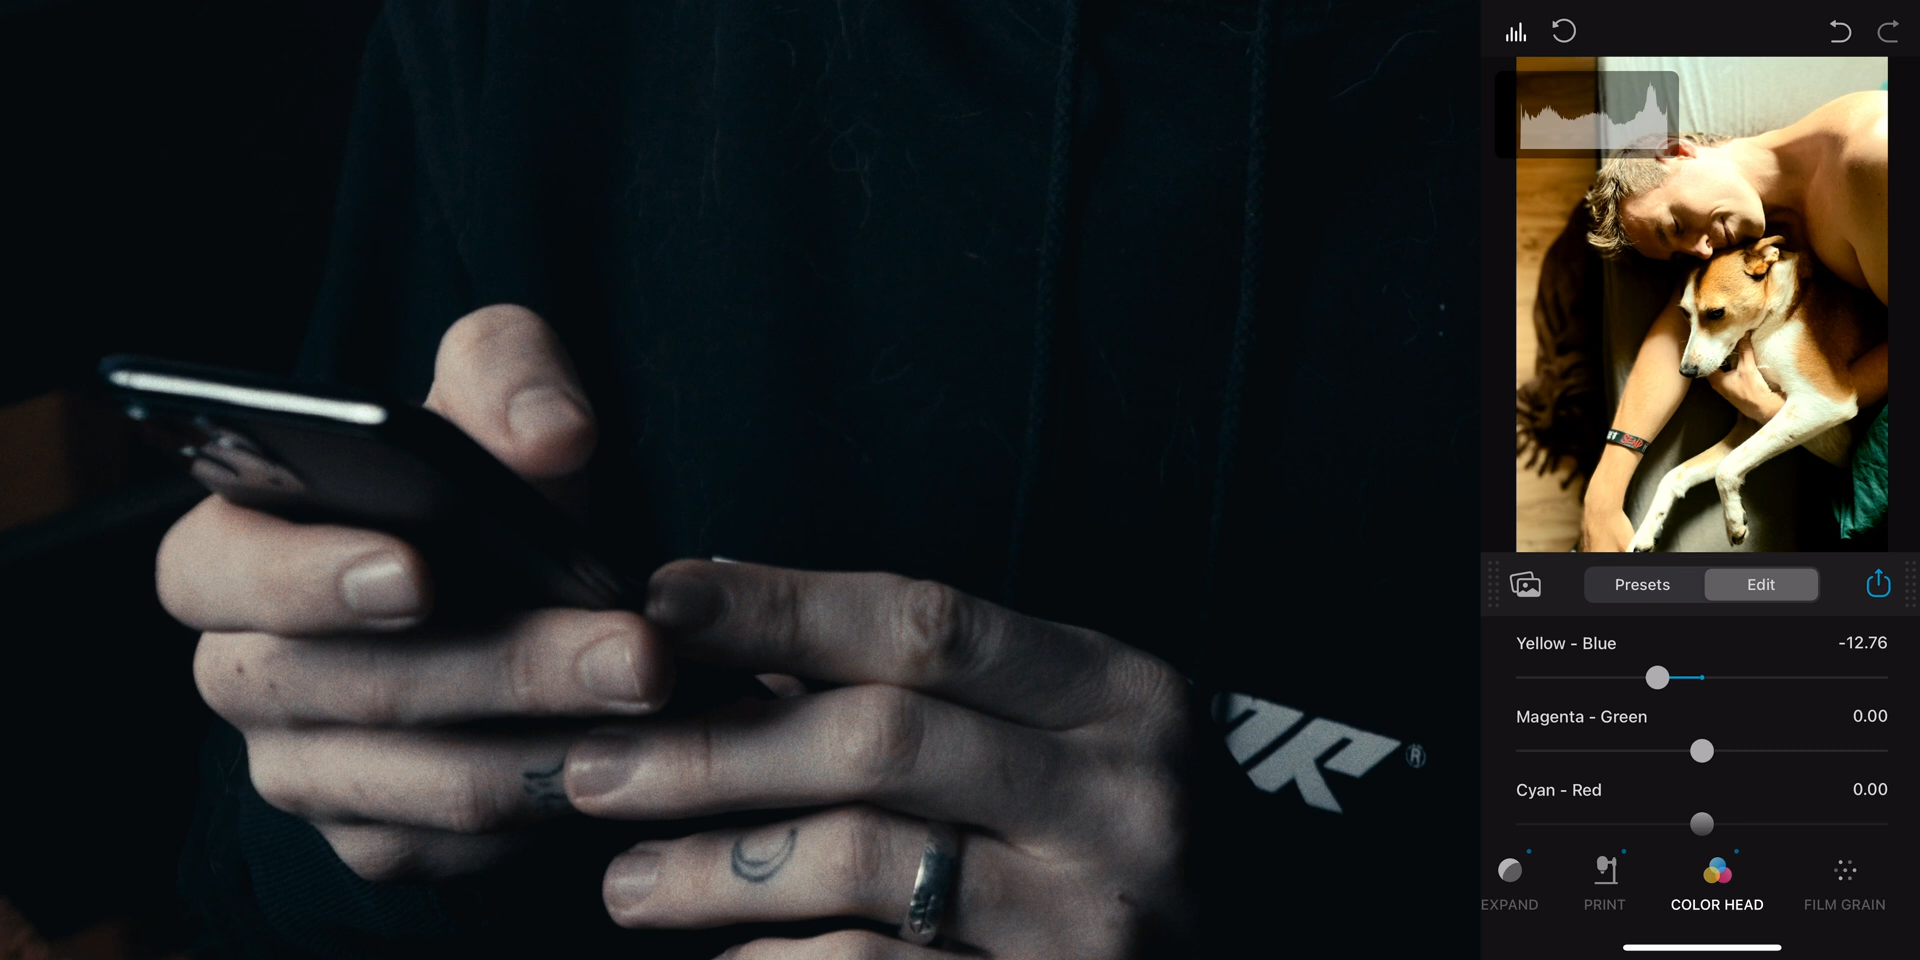 Presets
Edit
Yellow - Blue
-12.76
Magenta - Green
0.00
Cyan - Red
0.00
EXPAND
PRINT
COLOR HEAD
FILM GRAIN
®